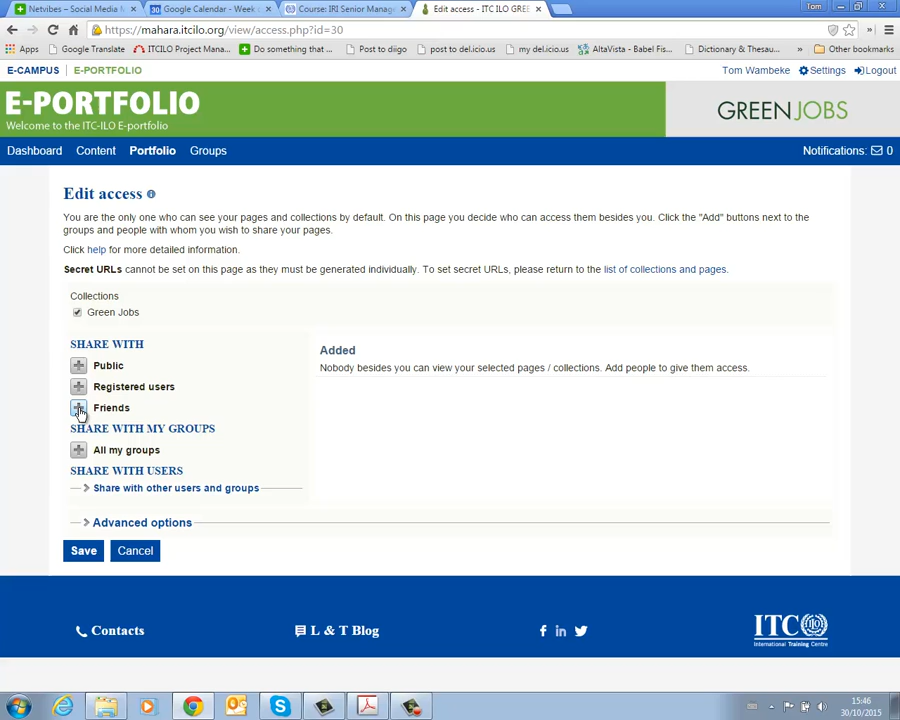 Netvibes – Social Media M
30 Google Calendar - Week
Course: IRI Senior Manage
Edit access - ITC ILO GREE
Tom
https://mahara.itcilo.org/view/access.php?id=30
Apps Google Translate ITCILO Project Mana... Do something that ... Post to diigo post to del.icio.us my del.icio.us AltaVista - Babel Fis... Dictionary & Thesau... » Other bookmarks
E-CAMPUS | E-PORTFOLIO Tom Wambeke Settings Logout
E-PORTFOLIO
Welcome to the ITC-ILO E-portfolio
GREENJOBS
Dashboard Content Portfolio Groups Notifications: 0
Edit access
You are the only one who can see your pages and collections by default. On this page you decide who can access them besides you. Click the "Add" buttons next to the
groups and people with whom you wish to share your pages.
Click help for more detailed information.
Secret URLs cannot be set on this page as they must be generated individually. To set secret URLs, please return to the list of collections and pages.
Collections
Green Jobs
SHARE WITH
Public
Registered users
Friends
SHARE WITH MY GROUPS
All my groups
SHARE WITH USERS
Share with other users and groups
Added
Nobody besides you can view your selected pages / collections. Add people to give them access.
Advanced options
Save Cancel
Contacts L & T Blog
ITC
International Training Centre
15:46
30/10/2015